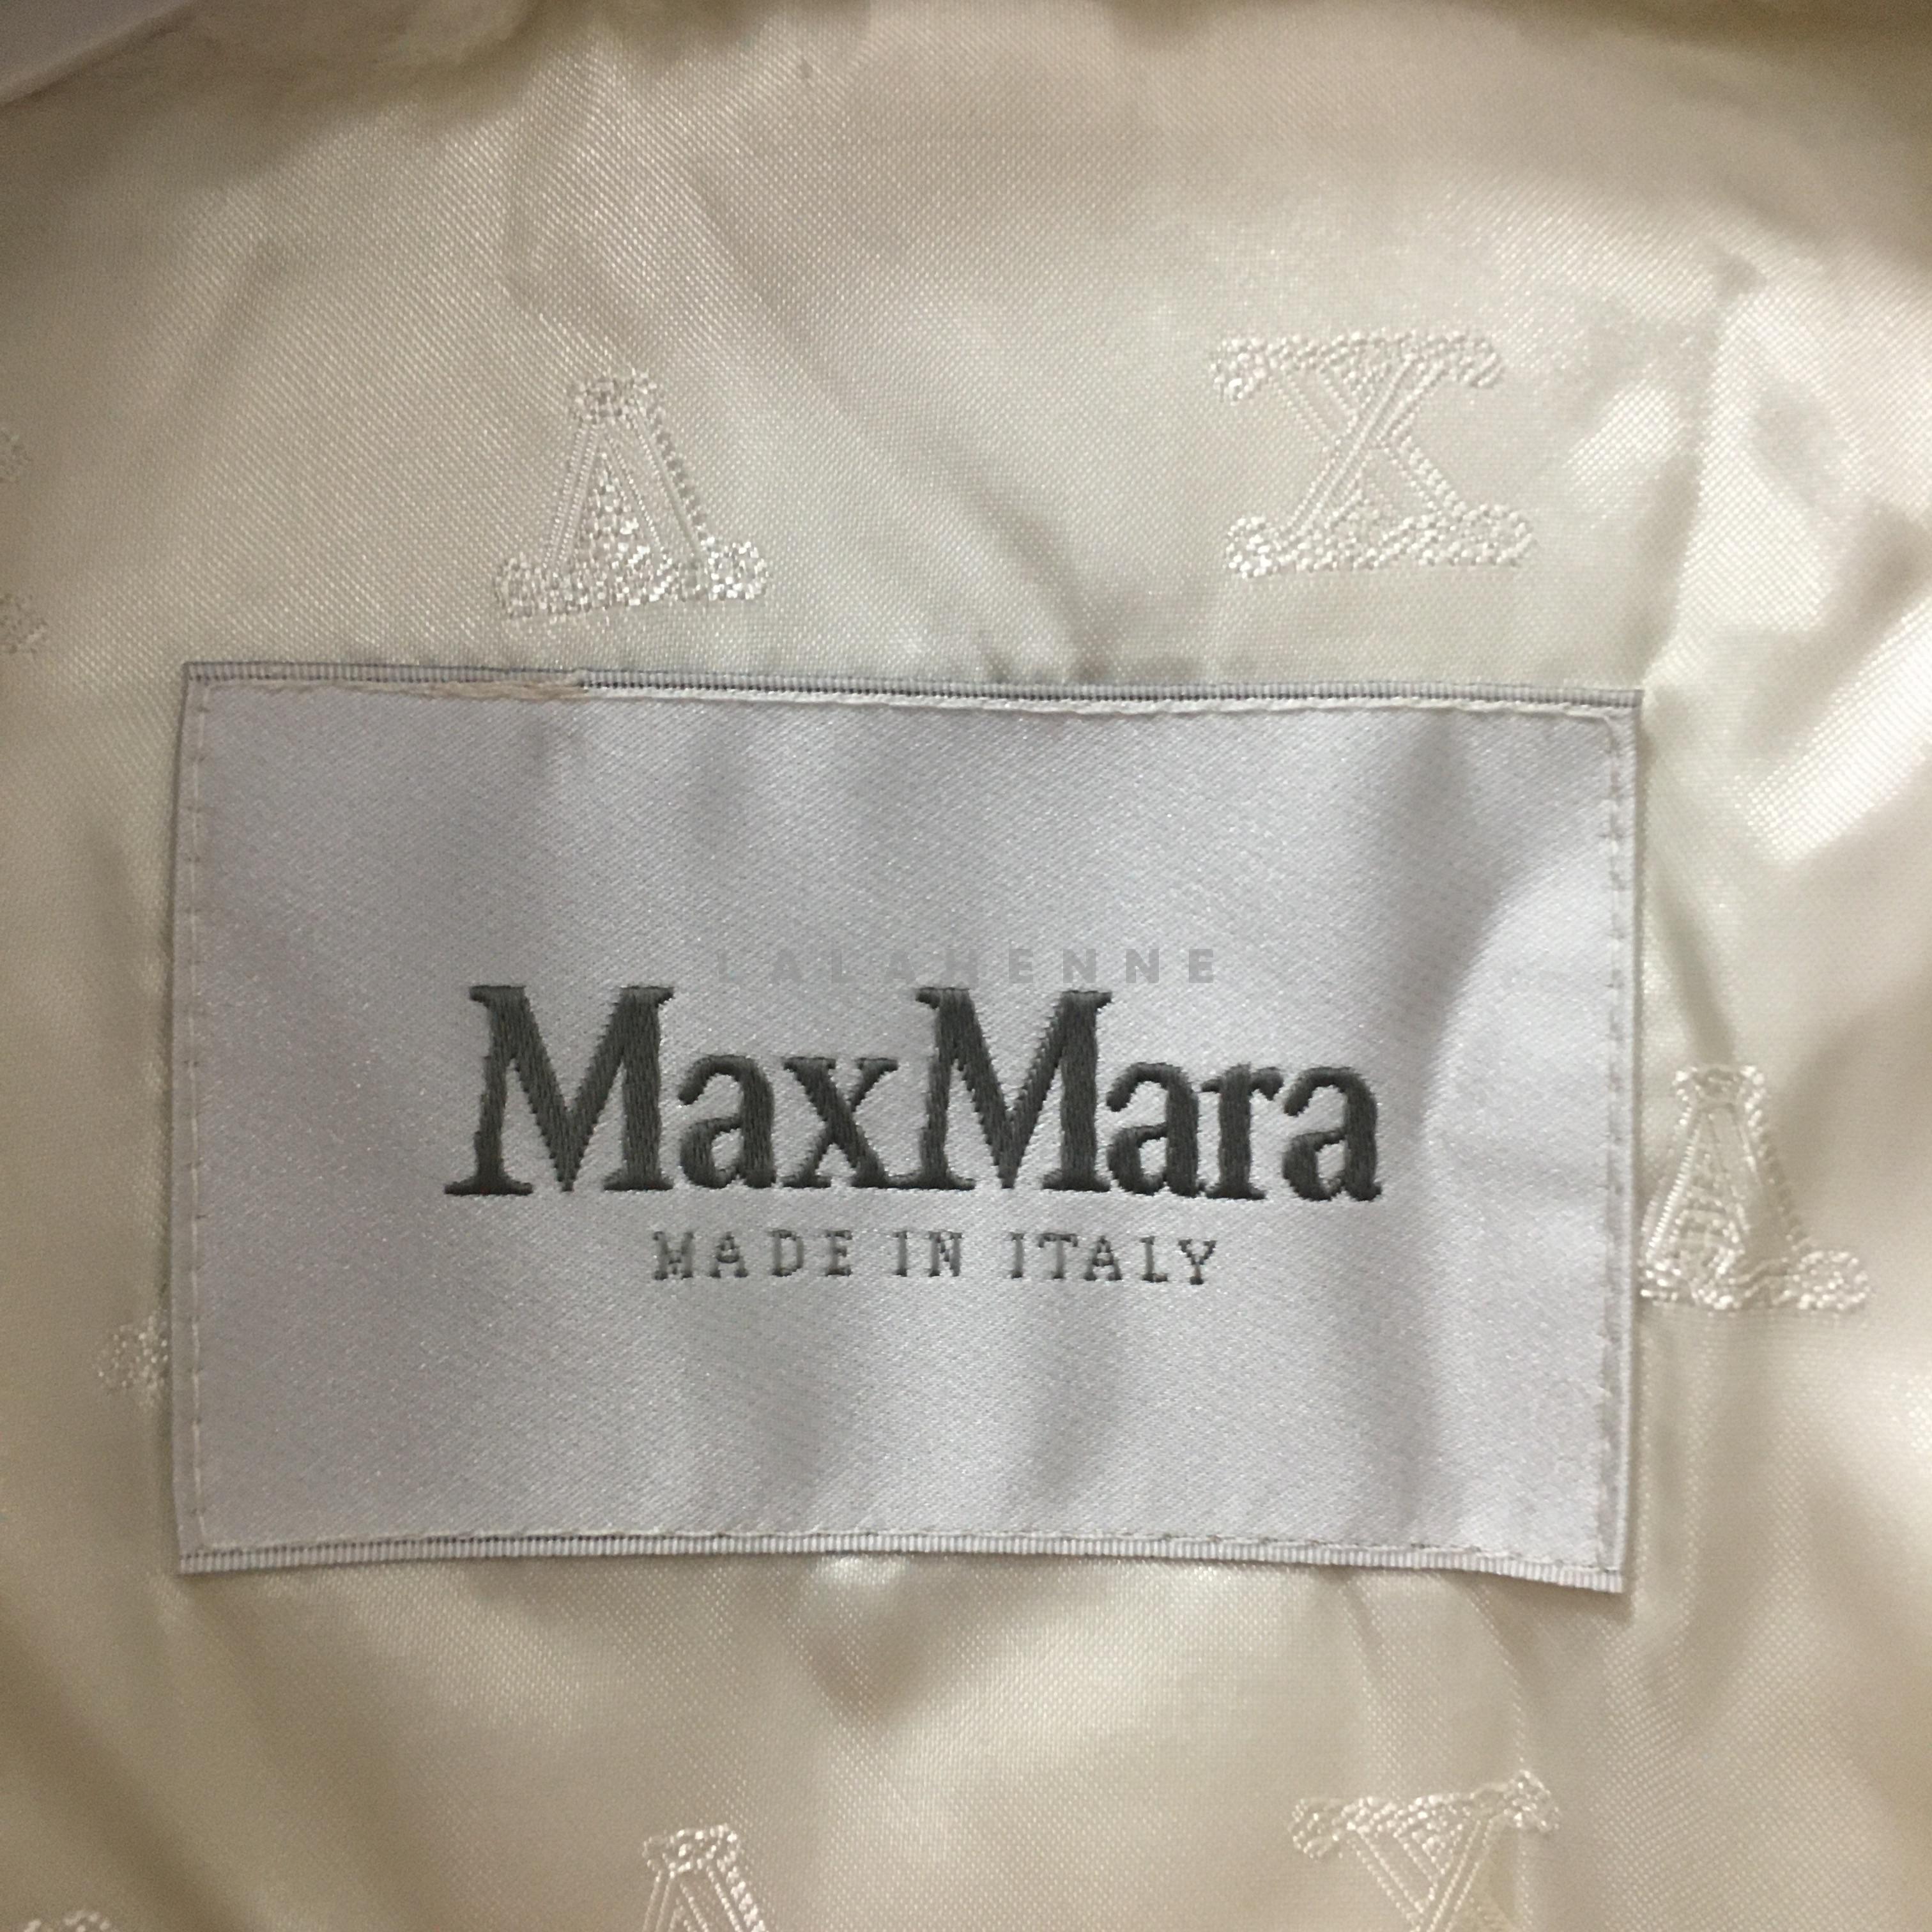 A X
LALAHENNE
MaxMara
MADE IN ITALY
A
A X